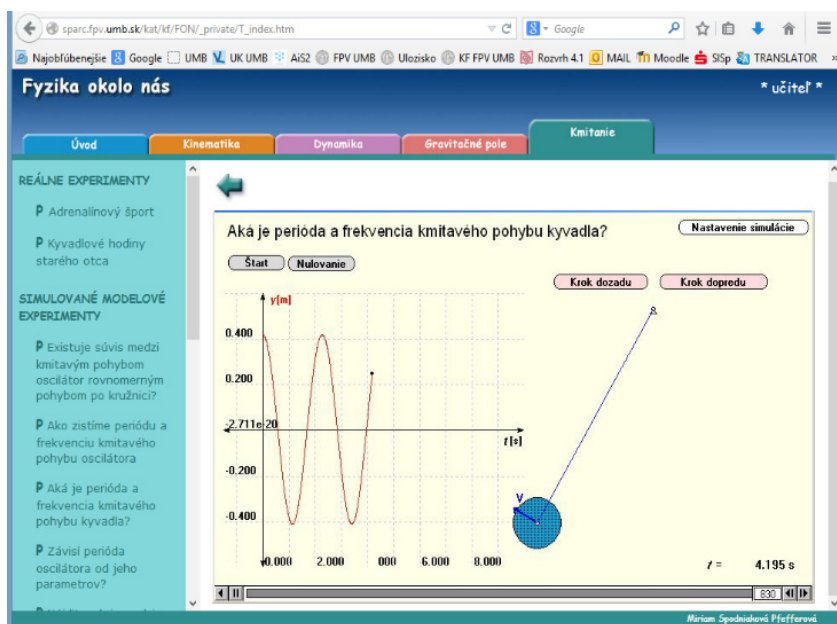 sparc.fpv.umb.sk/kat/kf/FON/_private/T_index.htm
Google
Najobľúbenejšie Google UMB UK UMB AiS2 FPV UMB Ulozisko KF FPV UMB Rozvrh 4.1 MAIL Moodle SISp TRANSLATOR »
Fyzika okolo nás
* učiteľ *
Úvod
Kinematika
Dynamika
Gravitačné pole
Kmitanie
REÁLNE EXPERIMENTY
P Adrenalínový šport
P Kyvadlové hodiny
starého otca
SIMULOVANÉ MODELOVÉ
EXPERIMENTY
P Existuje súvis medzi
kmitavým pohybom
oscilátor rovnomerným
pohybom po kružnici?
P Ako zistíme periódu a
frekvenciu kmitavého
pohybu oscilátora
P Aká je perióda a
frekvencia kmitavého
pohybu kyvadla?
P Závisí perióda
oscilátora od jeho
parametrov?
Aká je perióda a frekvencia kmitavého pohybu kyvadla?
Nastavenie simulácie
Štart
Nulovanie
Krok dozadu
Krok dopredu
y[m]
0.400
0.200
-2.711e-20
t[s]
-0.200
-0.400
0.000 2.000 000 6.000 8.000
V
t = 4.195 s
830
Miriam Spodniaková Pfefferová